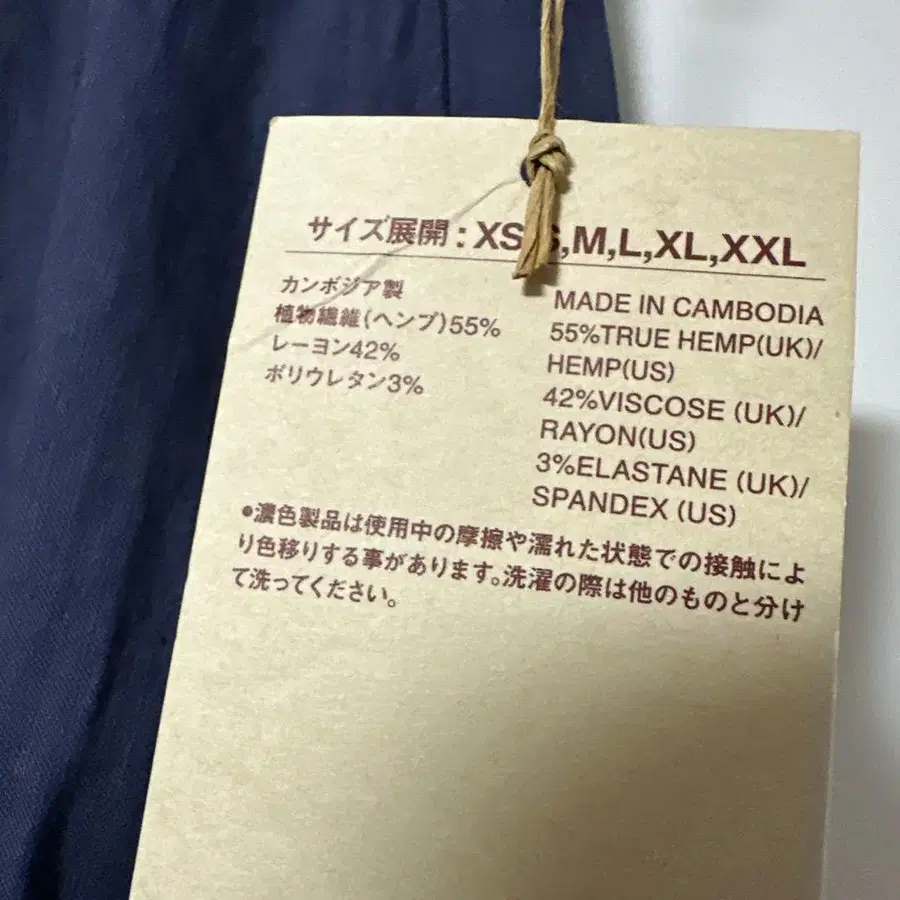 サイズ展開 : XS,S,M,L,XL,XXL
カンボジア製
植物繊維(ヘンプ)55%
レーヨン42%
ポリウレタン3%
MADE IN CAMBODIA
55%TRUE HEMP(UK)/
HEMP(US)
42%VISCOSE (UK)/
RAYON(US)
3%ELASTANE (UK)/
SPANDEX (US)
●濃色製品は使用中の摩擦や濡れた状態での接触によ
り色移りする事があります。洗濯の際は他のものと分け
て洗ってください。